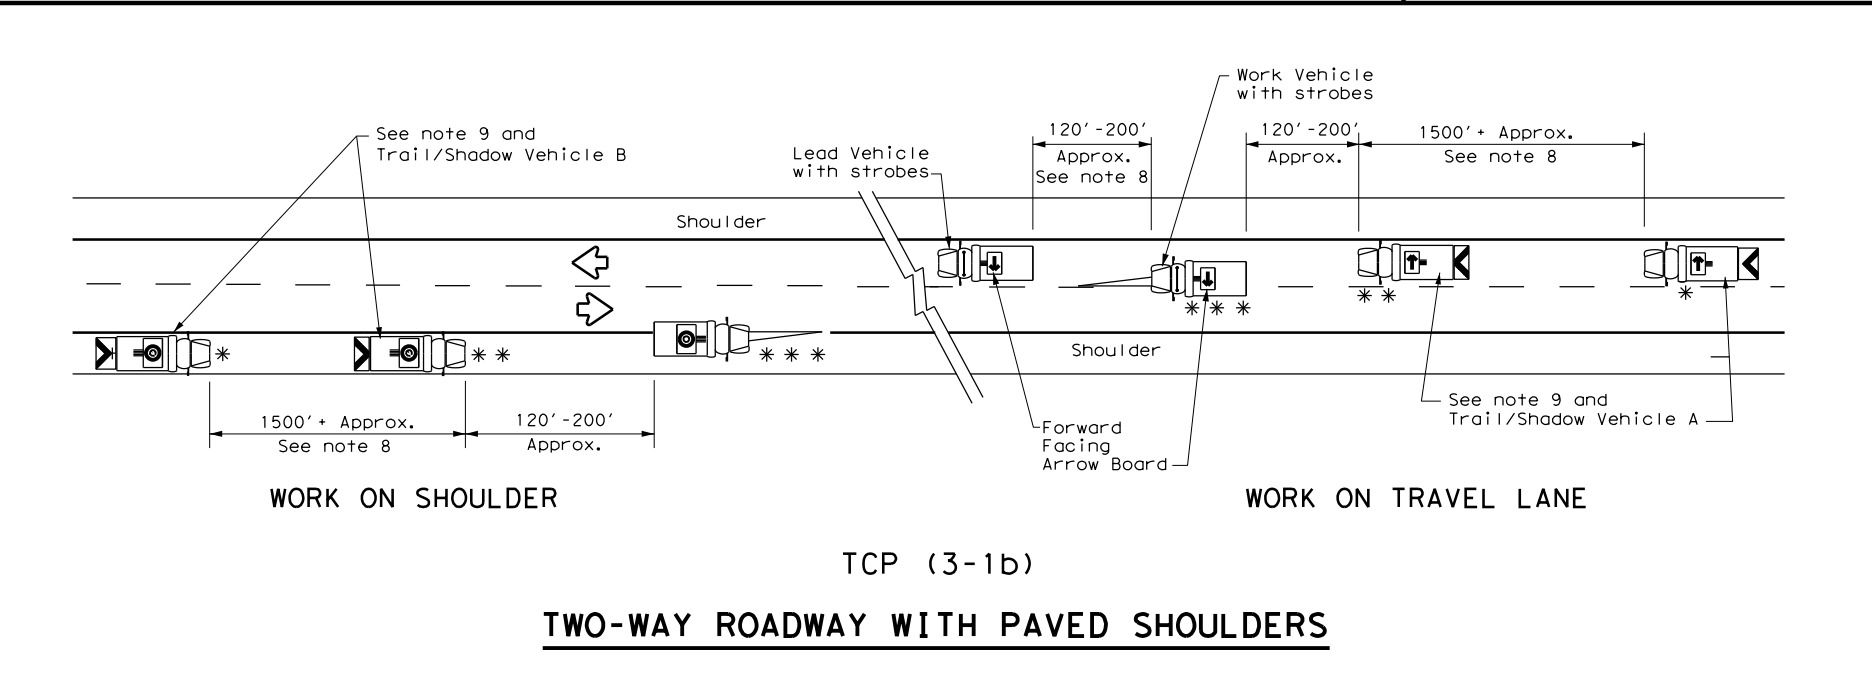 Work Vehicle
with strobes
See note 9 and
Trail/Shadow Vehicle B
120'-200'
Approx.
See note 8
120'-200'
Approx.
1500'+ Approx.
See note 8
Lead Vehicle
with strobes
Shoulder
* * *
* *
*
*
* *
* * *
Shoulder
1500'+ Approx.
See note 8
120'-200'
Approx.
Forward
Facing
Arrow Board
See note 9 and
Trail/Shadow Vehicle A
WORK ON SHOULDER
WORK ON TRAVEL LANE
TCP (3-1b)
TWO-WAY ROADWAY WITH PAVED SHOULDERS